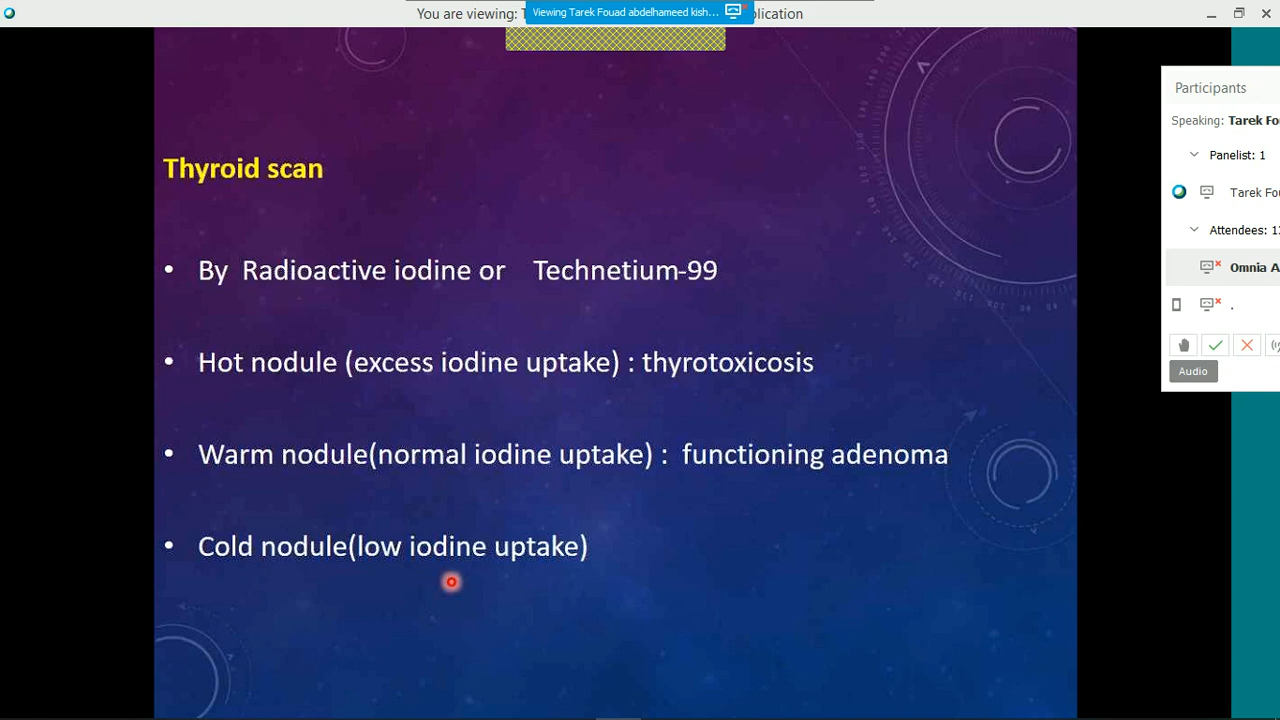 You are viewing: T
Viewing Tarek Fouad abdelhameed kish...
plication
Thyroid scan
• By Radioactive iodine or Technetium-99
• Hot nodule (excess iodine uptake) : thyrotoxicosis
• Warm nodule(normal iodine uptake) : functioning adenoma
• Cold nodule(low iodine uptake)
Participants
Speaking: Tarek Fo
Panelist: 1
Tarek Fo
Attendees: 1
Omnia A
.
Audio